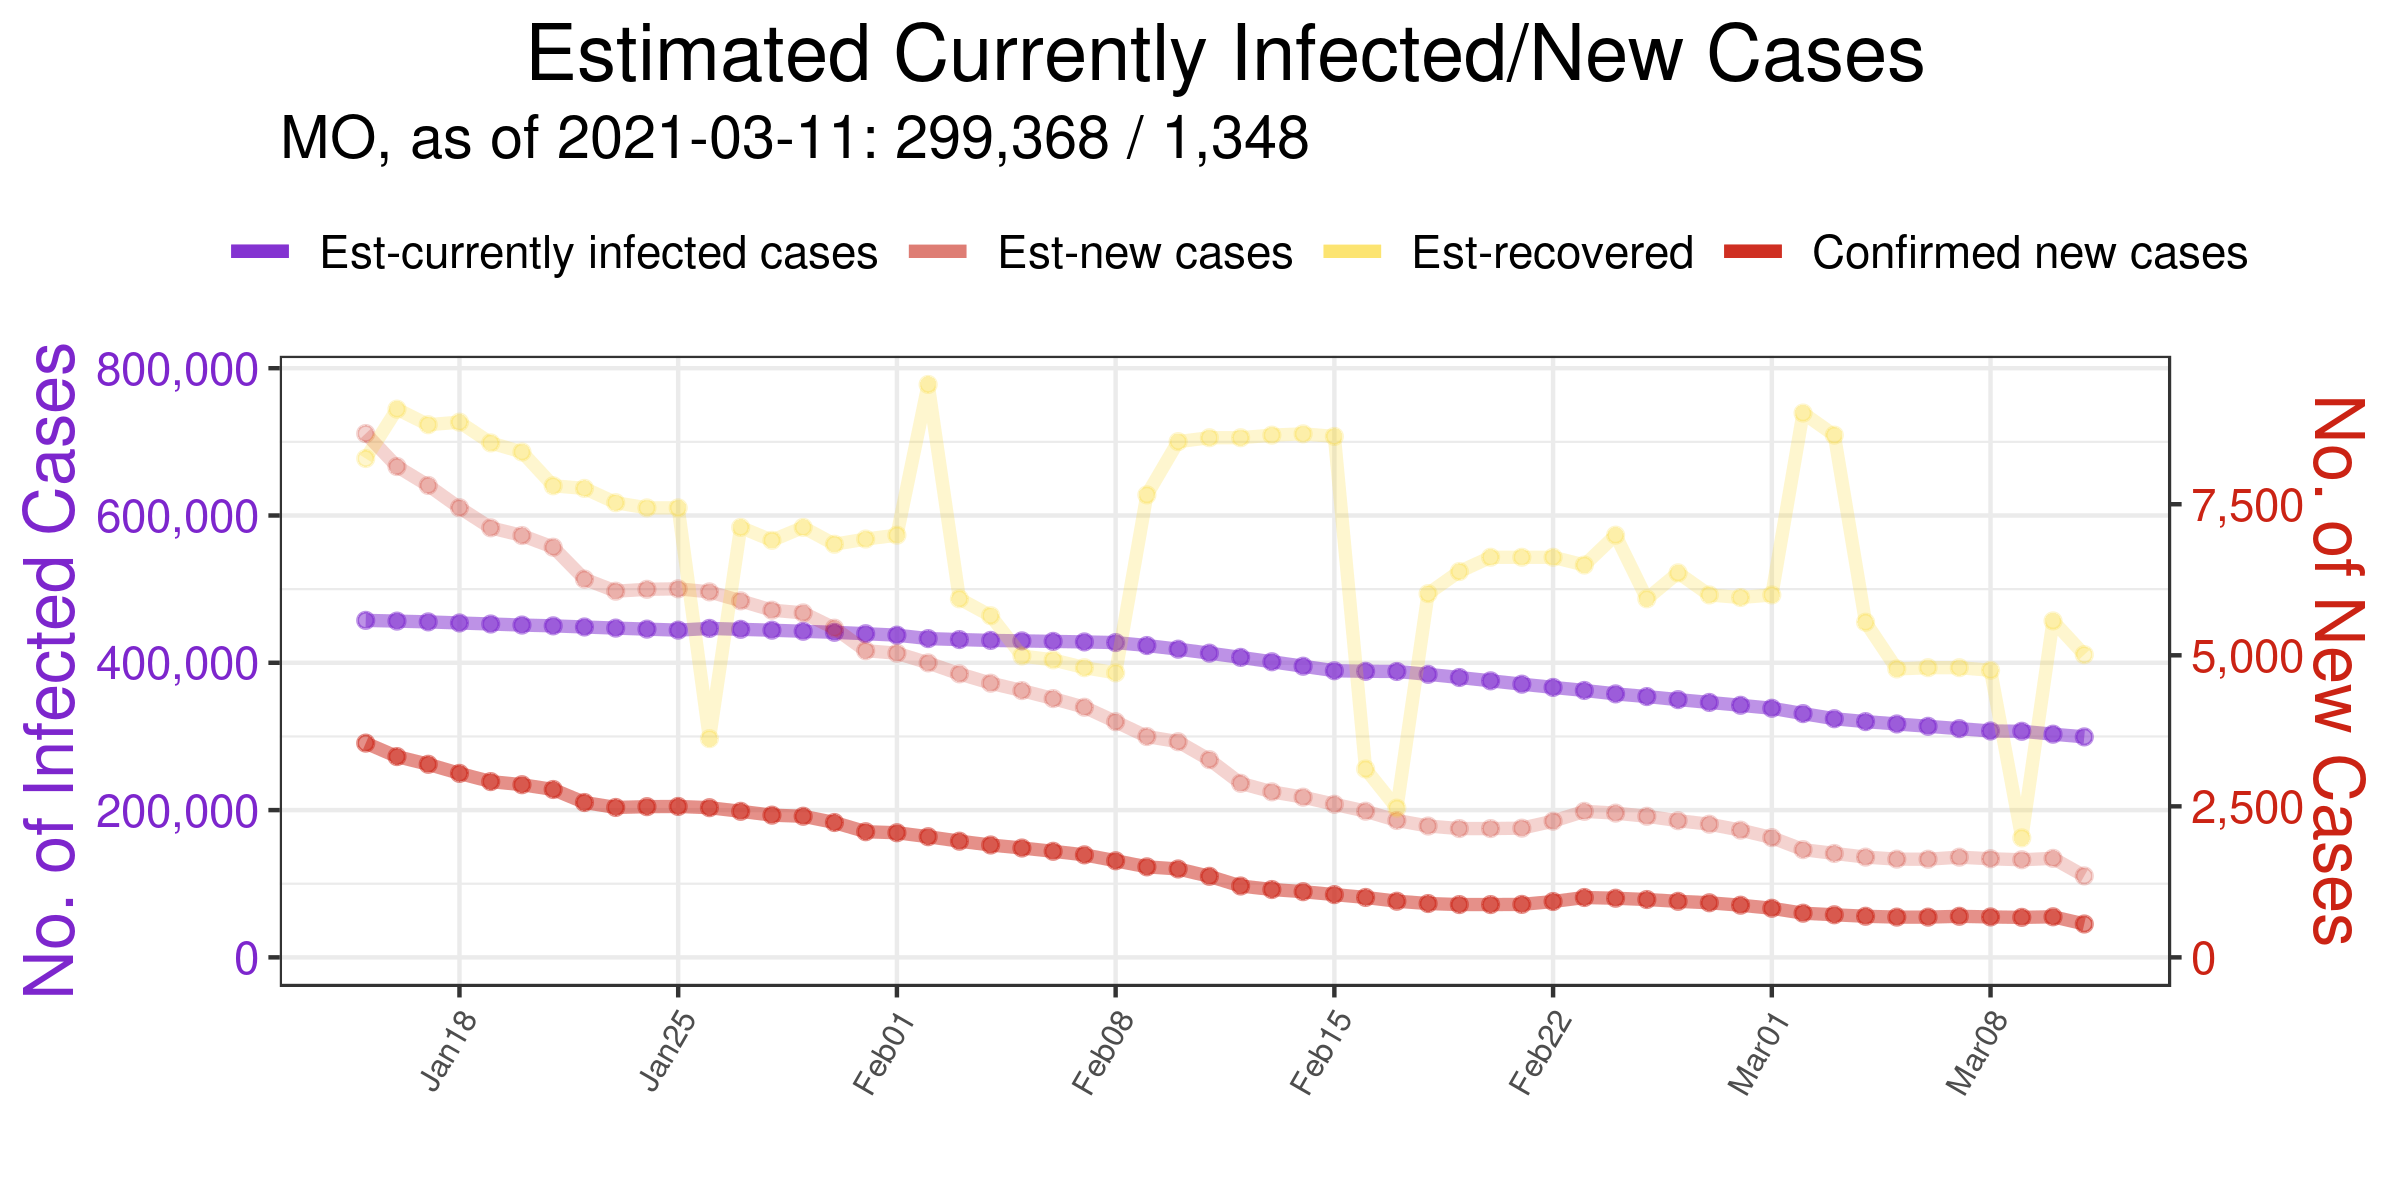 Estimated Currently Infected/New Cases
MO, as of 2021-03-11: 299,368 / 1,348
Est-currently infected cases Est-new cases Est-recovered Confirmed new cases
No. of Infected Cases
800,000
600,000
400,000
200,000
0
7,500
5,000
2,500
0
No. of New Cases
Jan18 Jan25 Feb01 Feb08 Feb15 Feb22 Mar01 Mar08